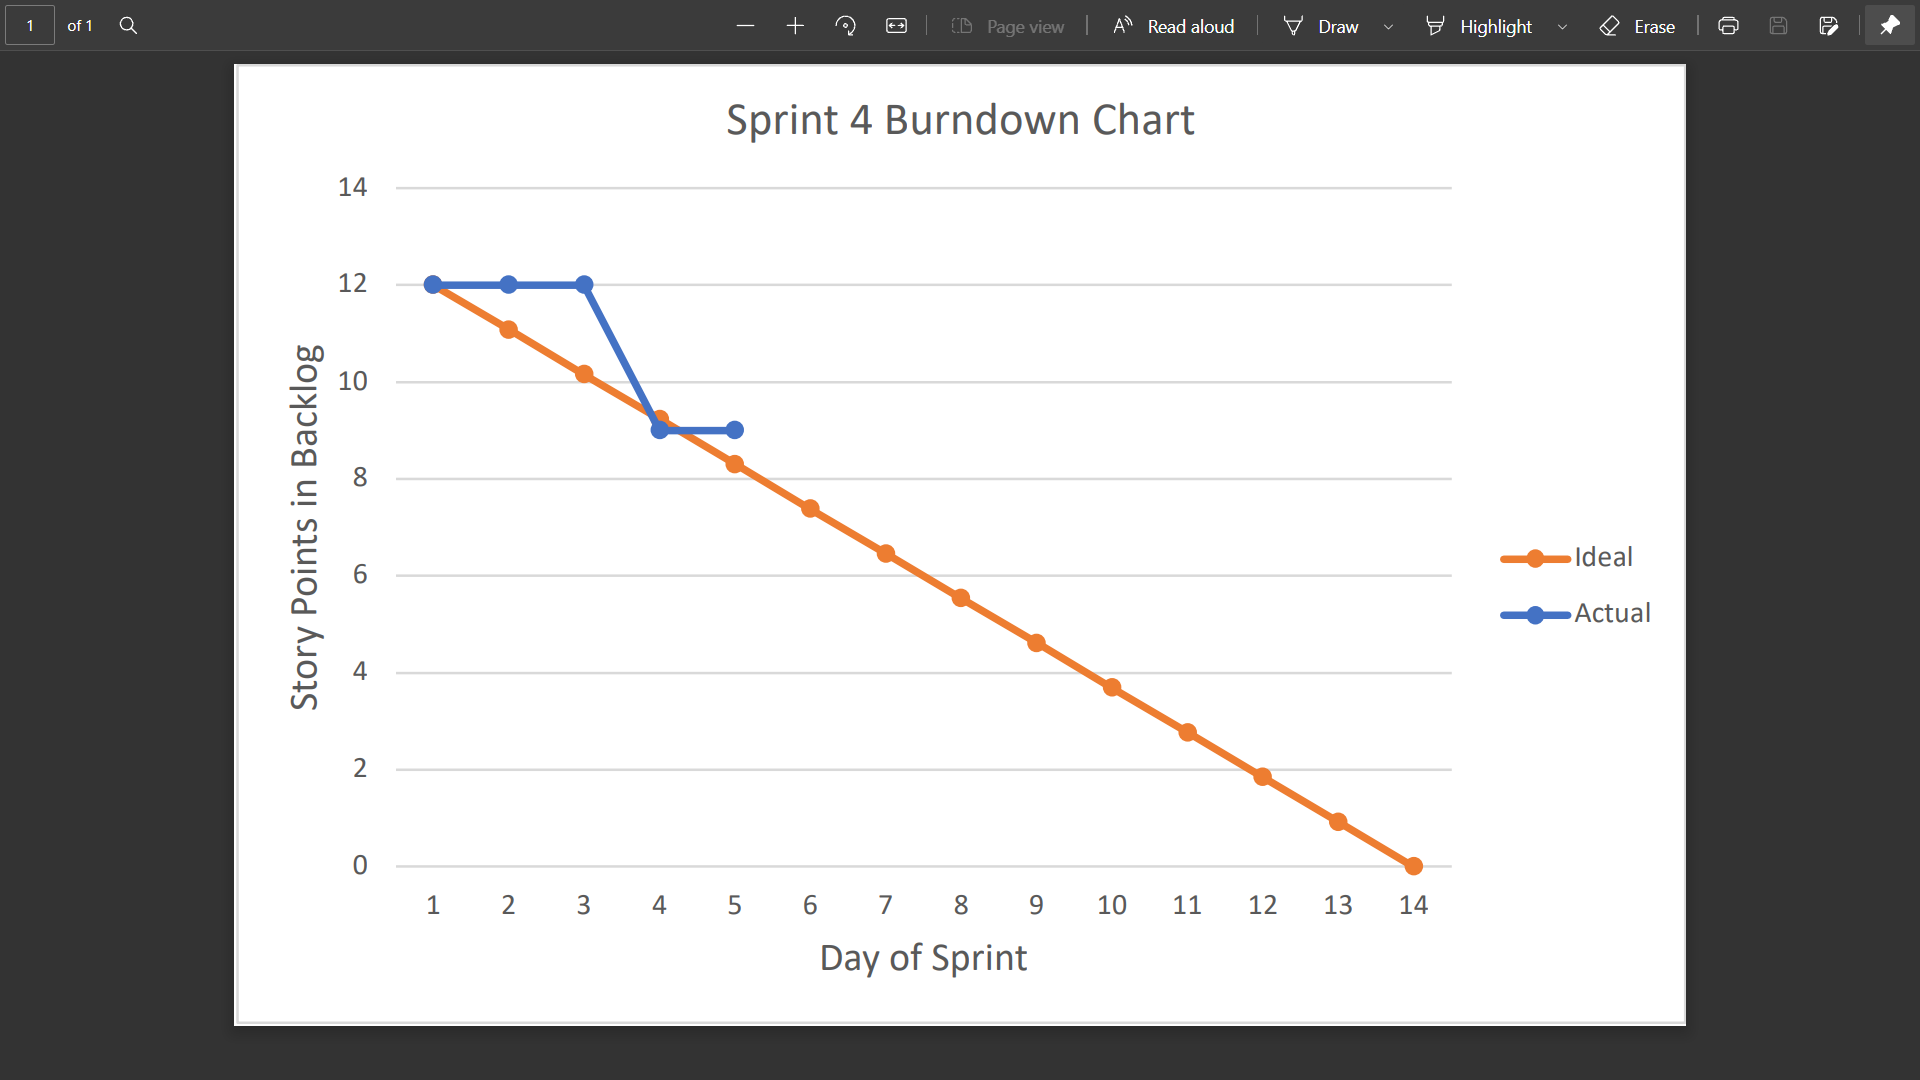 1 of 1 Page view Read aloud Draw Highlight Erase
Sprint 4 Burndown Chart
14
12
10
8
6
4
2
0
Story Points in Backlog
1 2 3 4 5 6 7 8 9 10 11 12 13 14
Day of Sprint
Ideal
Actual